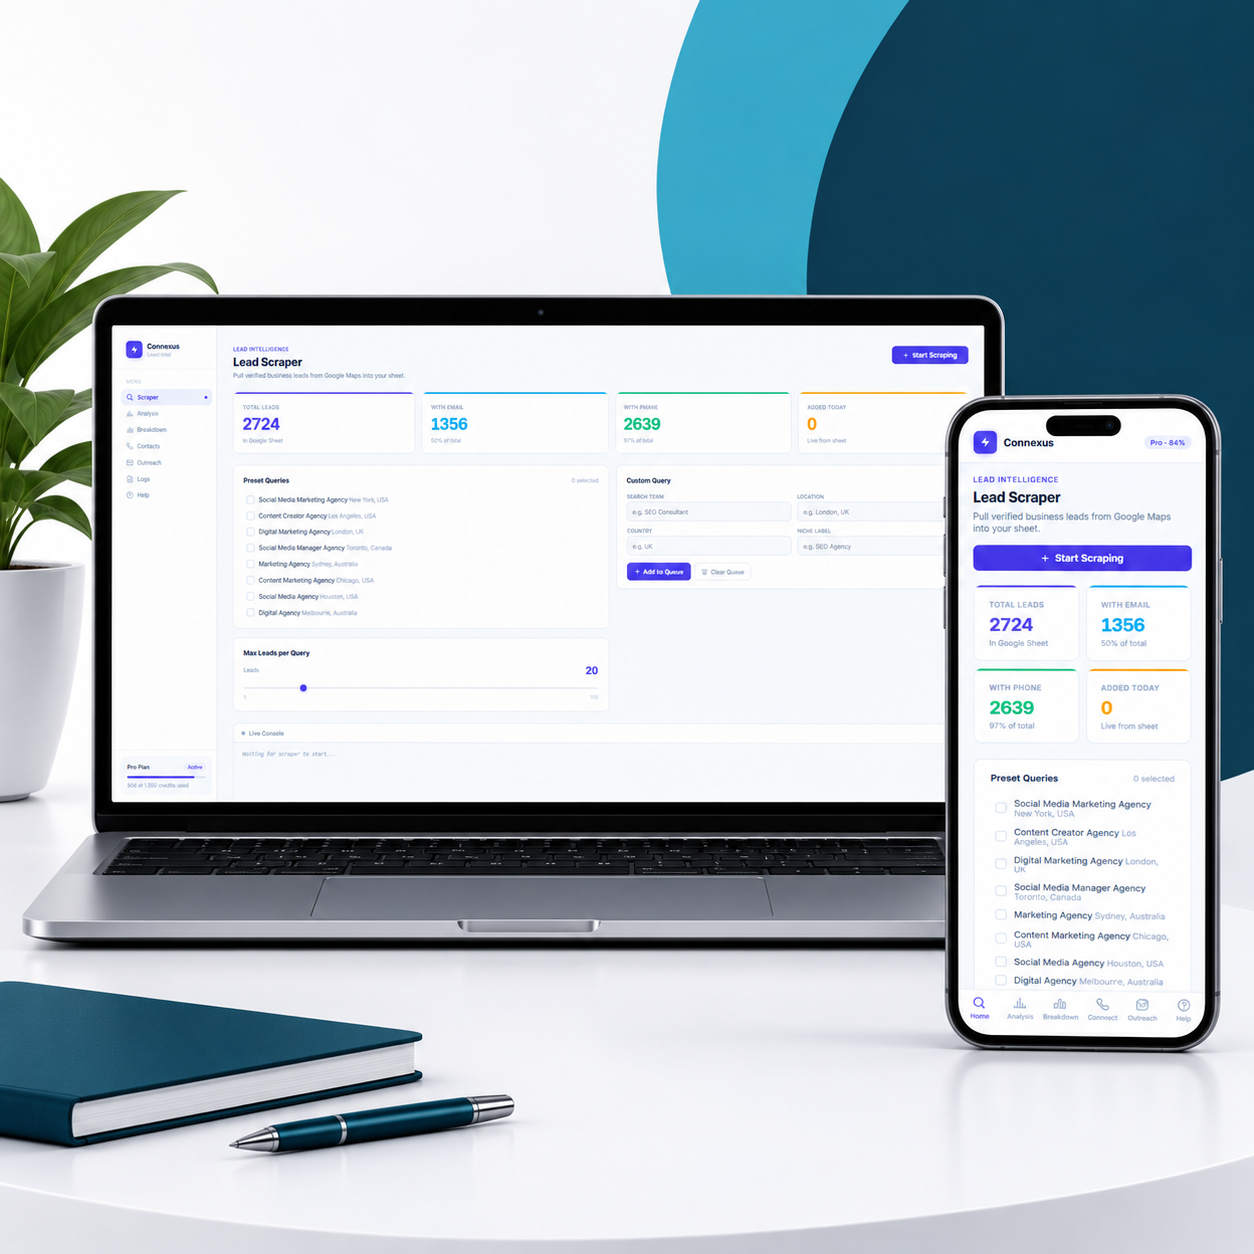 Connexus
Lead Intel
MENU
Scraper
Analysis
Breakdown
Contacts
Outreach
Logs
Help
Pro Plan
Active
credits used
LEAD INTELLIGENCE
Lead Scraper
Pull verified business leads from Google Maps into your sheet.
+ Start Scraping
TOTAL LEADS
2724
In Google Sheet
WITH EMAIL
1356
50% of total
WITH PHONE
2639
97% of total
ADDED TODAY
0
Live from sheet
Preset Queries
0 selected
Social Media Marketing Agency New York, USA
Content Creator Agency Los Angeles, USA
Digital Marketing Agency London, UK
Social Media Manager Agency Toronto, Canada
Marketing Agency Sydney, Australia
Content Marketing Agency Chicago, USA
Social Media Agency Houston, USA
Digital Agency Melbourne, Australia
Custom Query
SEARCH TEAM
LOCATION
e.g. SEO Consultant
e.g. London, UK
COUNTRY
NICHE LABEL
e.g. UK
e.g. SEO Agency
+ Add to Queue
Clear Queue
Max Leads per Query
Leads
20
Live Console
Waiting for scraper to start...
Connexus
Pro - 84%
LEAD INTELLIGENCE
Lead Scraper
Pull verified business leads from Google Maps
into your sheet.
+ Start Scraping
TOTAL LEADS
2724
In Google Sheet
WITH EMAIL
1356
50% of total
WITH PHONE
2639
97% of total
ADDED TODAY
0
Live from sheet
Preset Queries
0 selected
Social Media Marketing Agency
New York, USA
Content Creator Agency Los
Angeles, USA
Digital Marketing Agency London,
UK
Social Media Manager Agency
Toronto, Canada
Marketing Agency Sydney, Australia
Content Marketing Agency Chicago,
USA
Social Media Agency Houston, USA
Digital Agency Melbourne, Australia
Home
Analysis
Breakdown
Connect
Outreach
Help